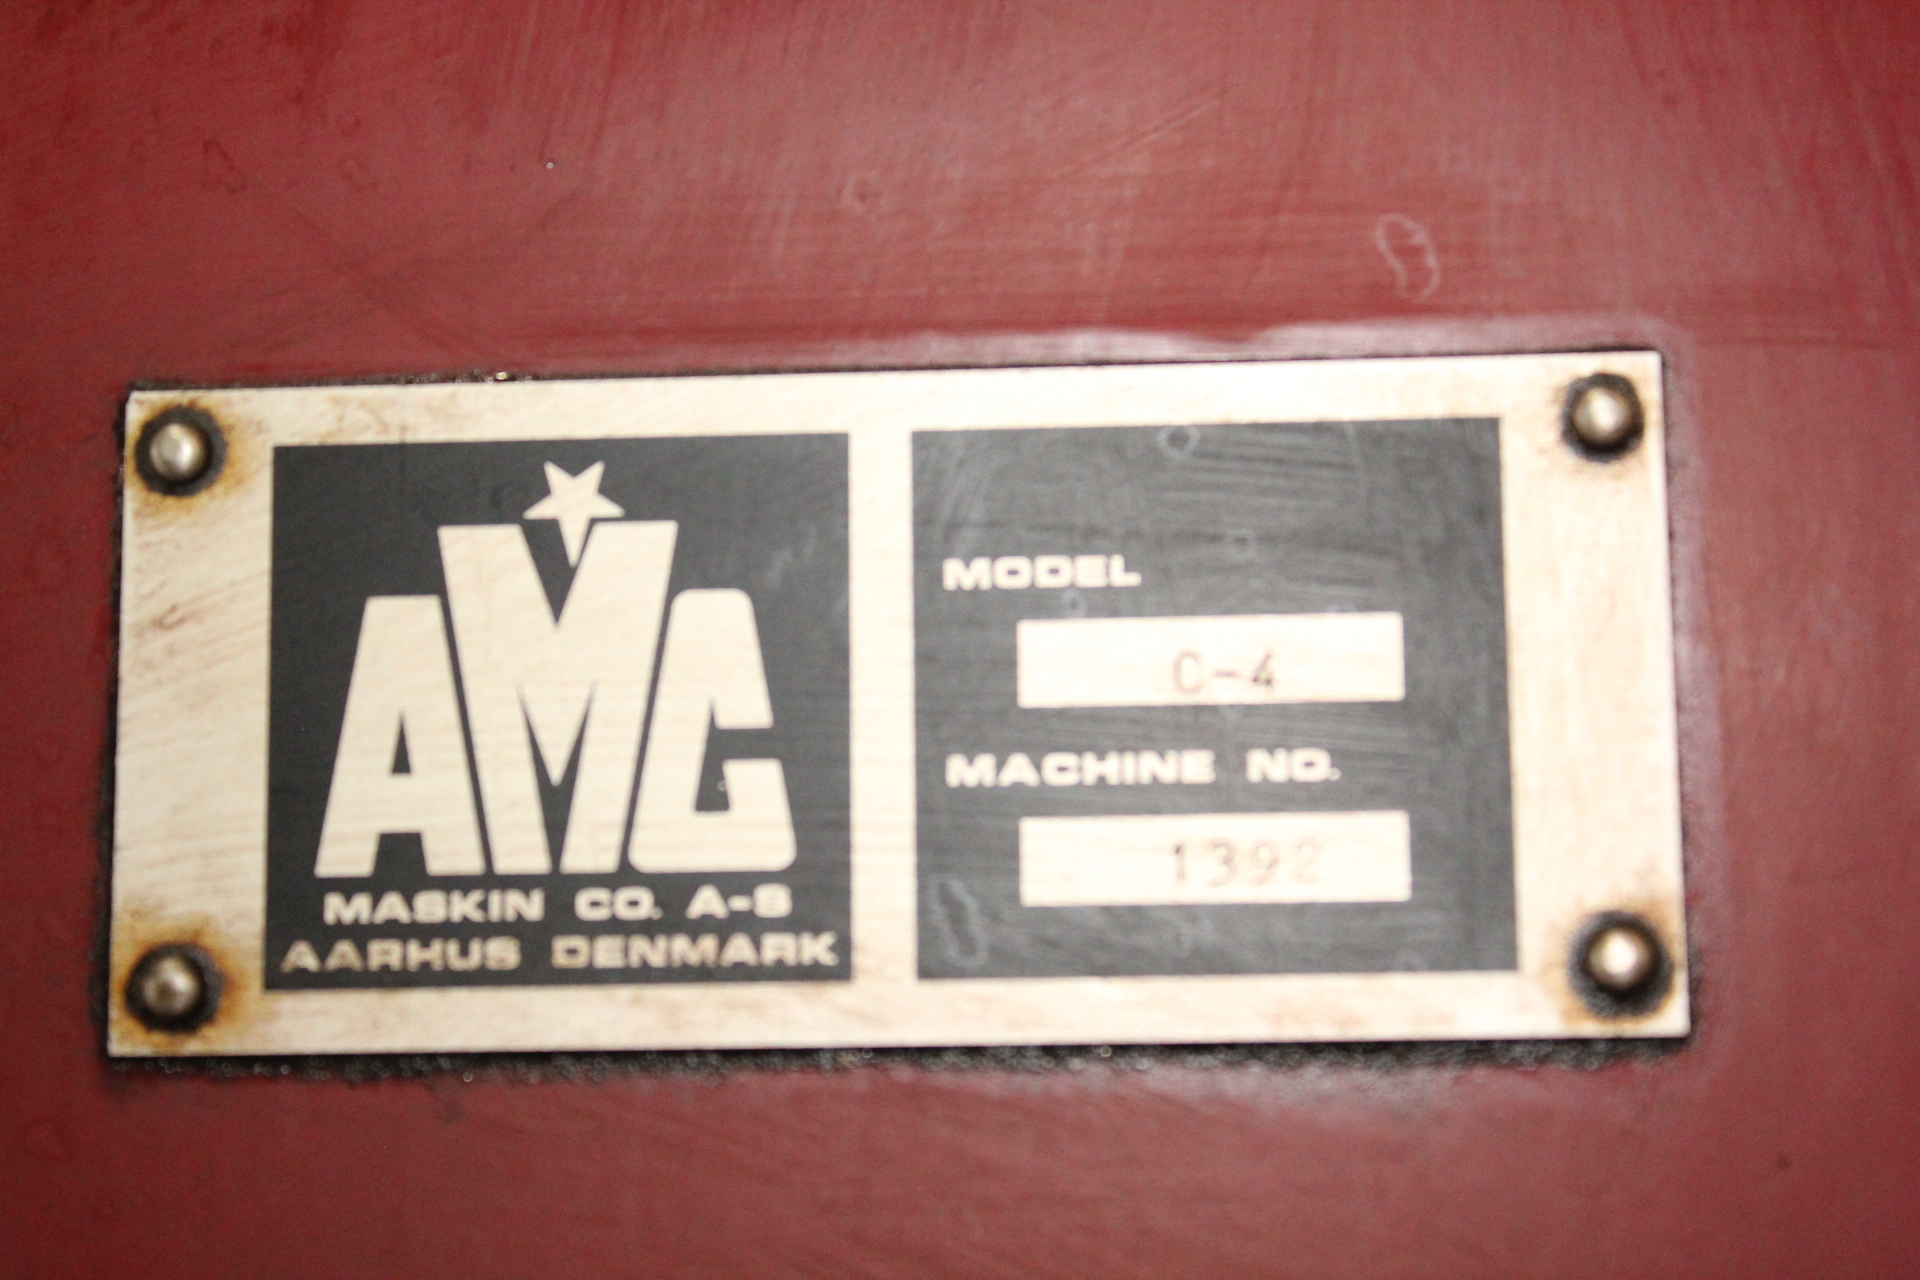 AMC
MASKIN CO. A-S
AARHUS DENMARK
MODEL
C-4
MACHINE NO.
1392